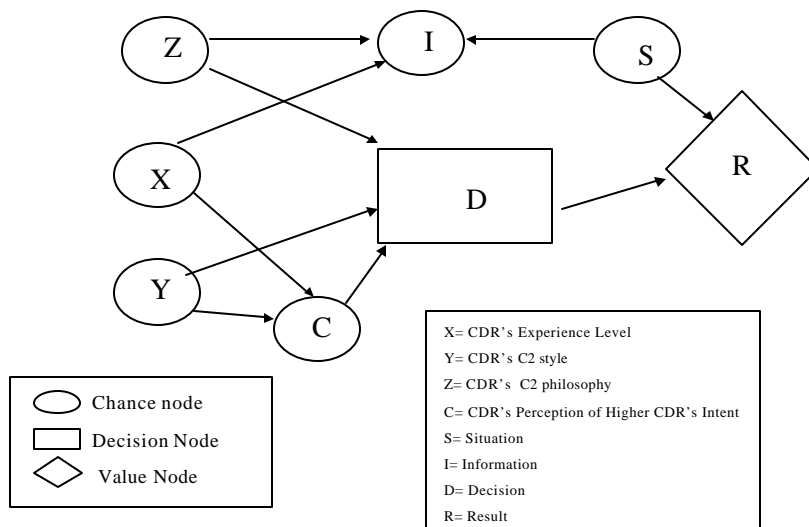 Z
I
S
X
D
R
Y
C
Chance node
Decision Node
Value Node
X= CDR's Experience Level
Y= CDR's C2 style
Z= CDR's C2 philosophy
C= CDR's Perception of Higher CDR's Intent
S= Situation
I= Information
D= Decision
R= Result